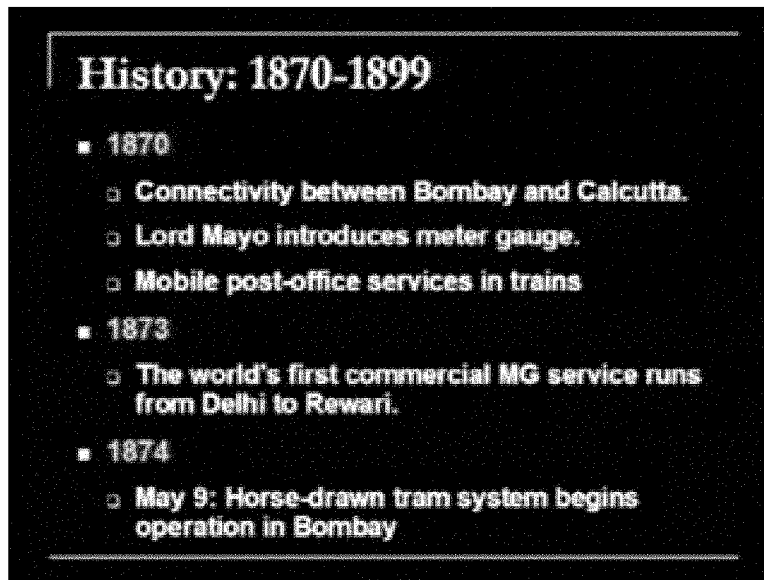 History: 1870-1899
1870
Connectivity between Bombay and Calcutta.
Lord Mayo introduces meter gauge.
Mobile post-office services in trains
1873
The world's first commercial MG service runs
from Delhi to Rewari.
1874
May 9: Horse-drawn tram system begins
operation in Bombay